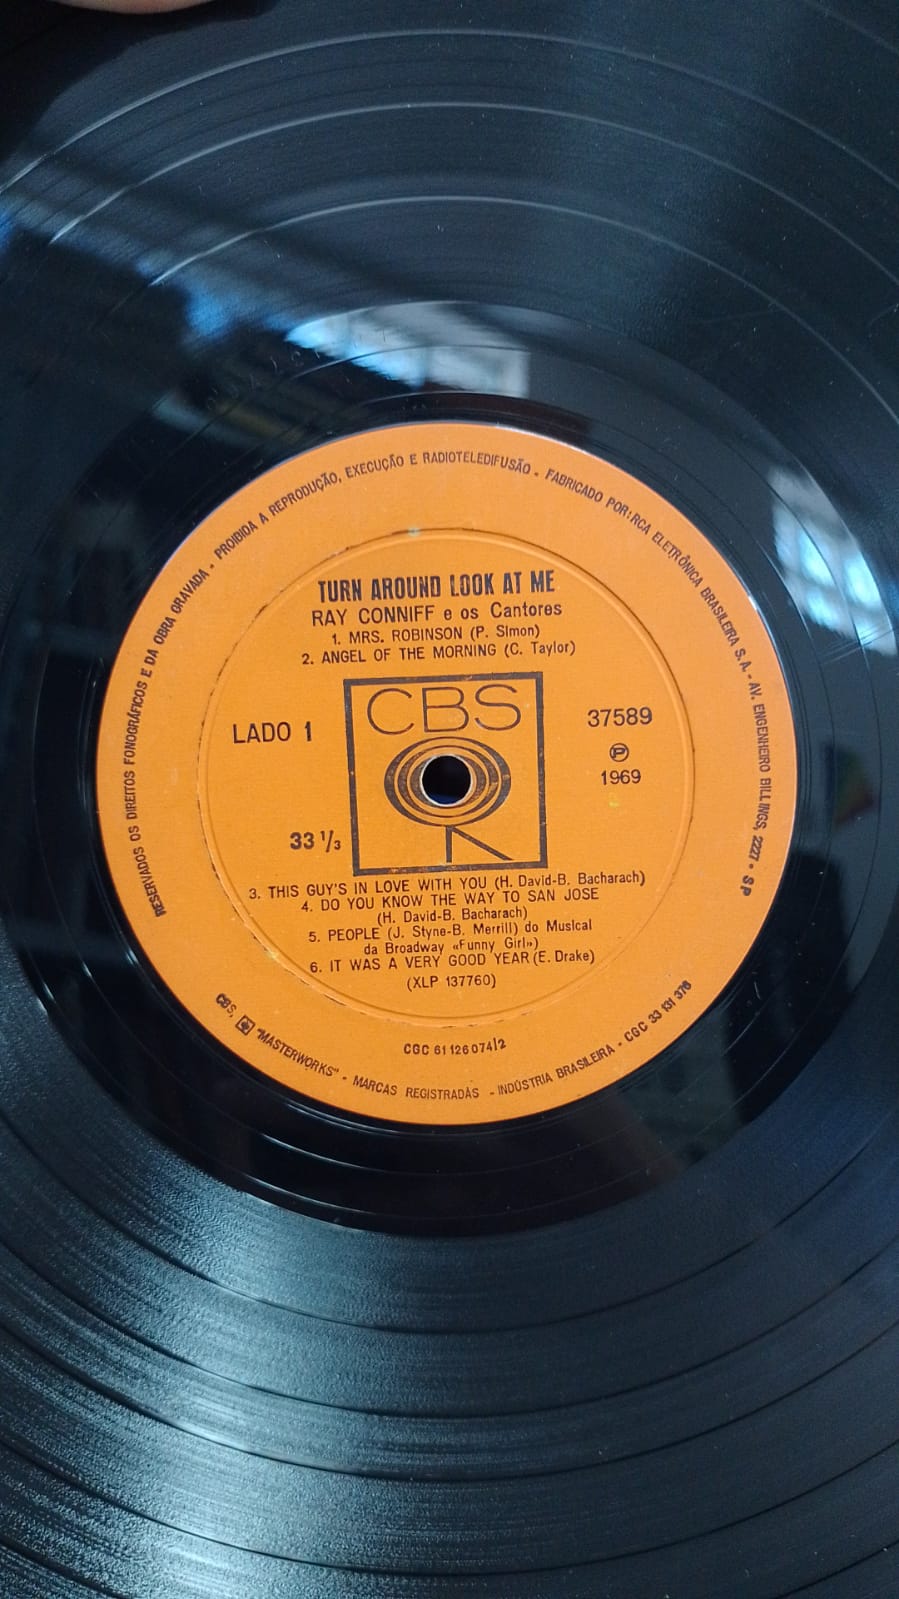 RESERVADOS OS DIREITOS FONOGRÁFICOS E DA OBRA GRAVADA - PROIBIDA A REPRODUÇÃO, EXECUÇÃO E RADIOTELEDIFUSÃO - FABRICADO POR: RCA ELETRÔNICA BRASILEIRA S.A. - AV. ENGENHEIRO BILLINGS, 2227 • SP
TURN AROUND LOOK AT ME
RAY CONNIFF e os Cantores
1. MRS. ROBINSON (P. Simon)
2. ANGEL OF THE MORNING (C. Taylor)
CBS
LADO 1
37589
Ⓟ
1969
33 1/3
3. THIS GUY'S IN LOVE WITH YOU (H. David-B. Bacharach)
4. DO YOU KNOW THE WAY TO SAN JOSE
(H. David-B. Bacharach)
5. PEOPLE (J. Styne-B. Merrill) do Musical
da Broadway «Funny Girl»)
6. IT WAS A VERY GOOD YEAR (E. Drake)
(XLP 137760)
CGC 61 126 074/2
CBS, "MASTERWORKS" - MARCAS REGISTRADAS - INDÚSTRIA BRASILEIRA - CGC 33 131 376